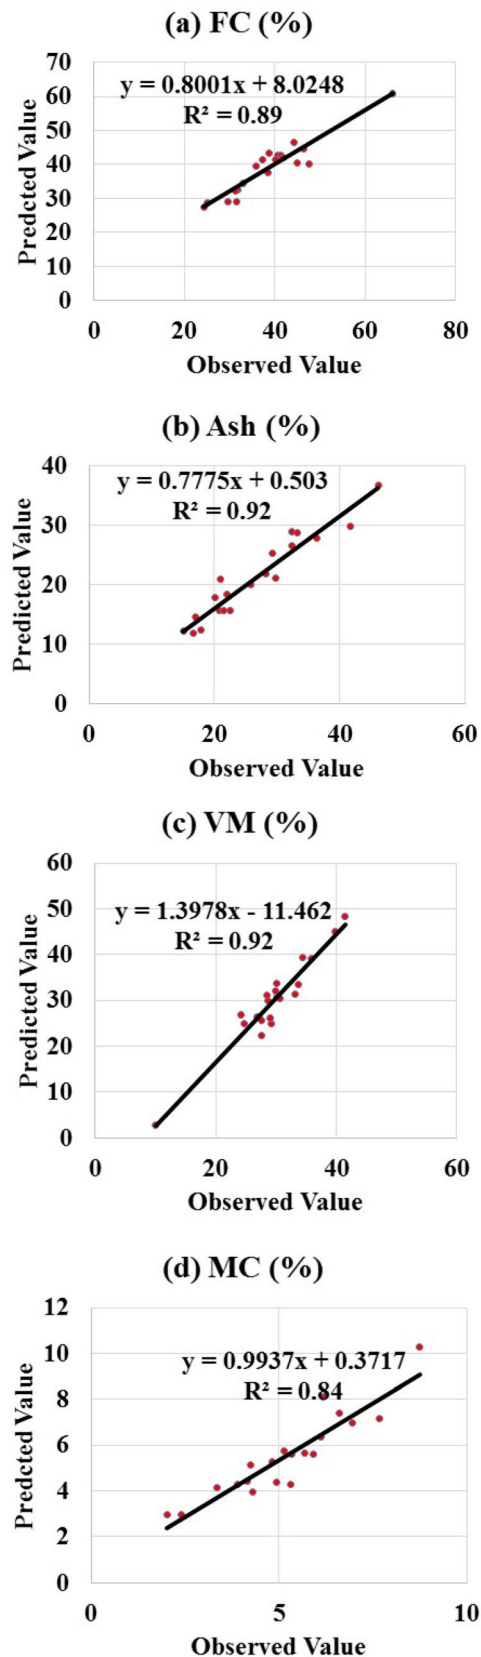 (a) FC (%)
70
60
50
40
30
20
10
0
y = 0.8001x + 8.0248
R² = 0.89
Predcted Value
0 20 40 60 80
Observed Value
(b) Ash (%)
40
30
20
10
0
y = 0.7775x + 0.503
R² = 0.92
Predicted Value
0 20 40 60
Observed Value
(c) VM (%)
60
50
40
30
20
10
0
y = 1.3978x - 11.462
R² = 0.92
Predicted Value
0 20 40 60
Observed Value
(d) MC (%)
12
10
8
6
4
2
0
y = 0.9937x + 0.3717
R² = 0.84
Predcted Value
0 5 10
Observed Value